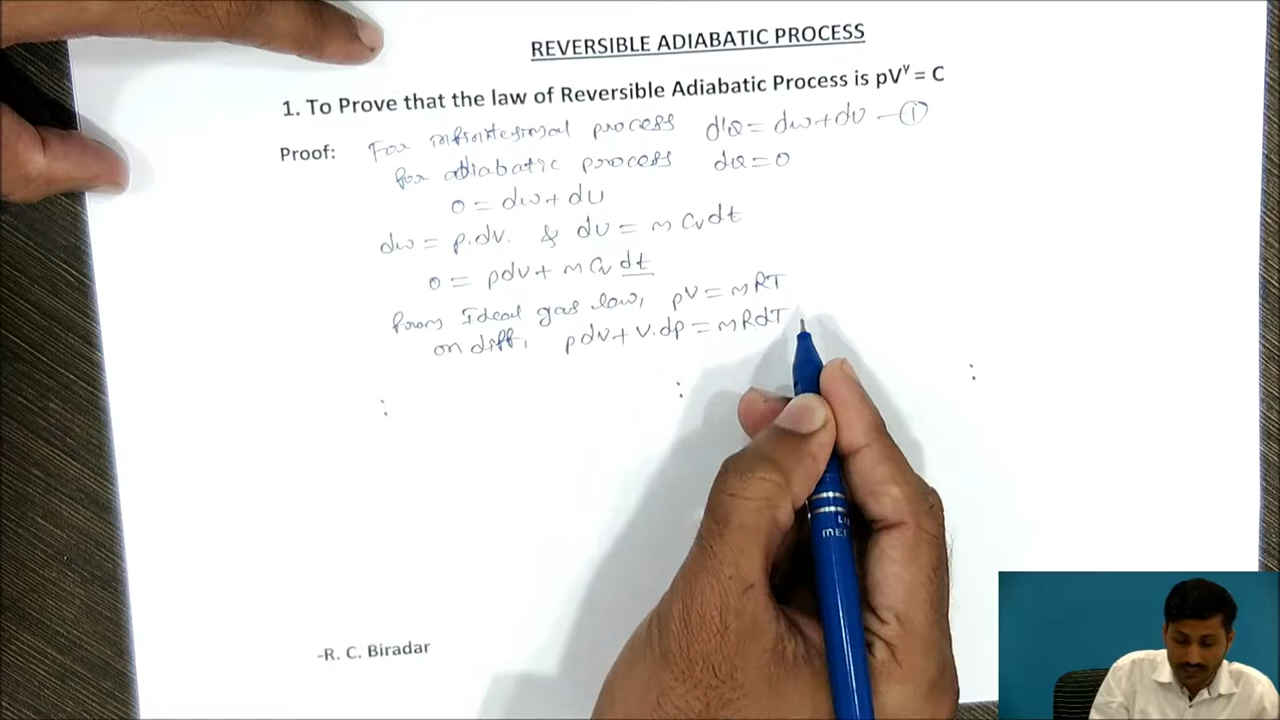 REVERSIBLE ADIABATIC PROCESS
1. To Prove that the law of Reversible Adiabatic Process is pVᵞ = C
Proof: For infinitesimal process d'Q = dw + dU — ①
for adiabatic process dQ = 0
0 = dw + dU
dw = p.dv. & dU = m Cv dt
0 = pdv + m Cv dt
from Ideal gas law, pV = mRT
on diff, pdv + v.dp = mRdT
-R. C. Biradar